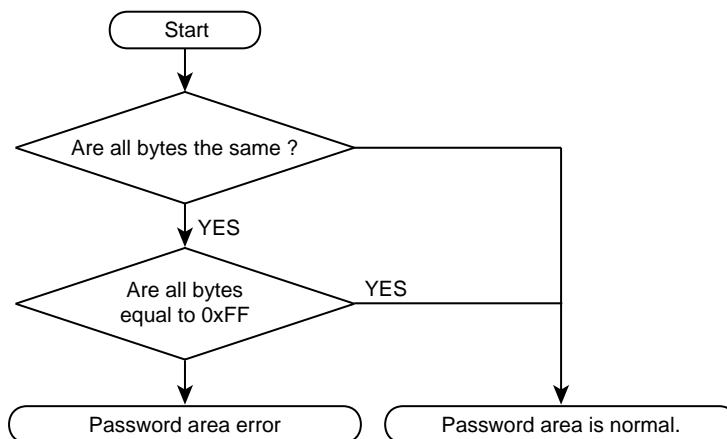 Start
Are all bytes the same ?
YES
Are all bytes
equal to 0xFF
YES
Password area error
Password area is normal.